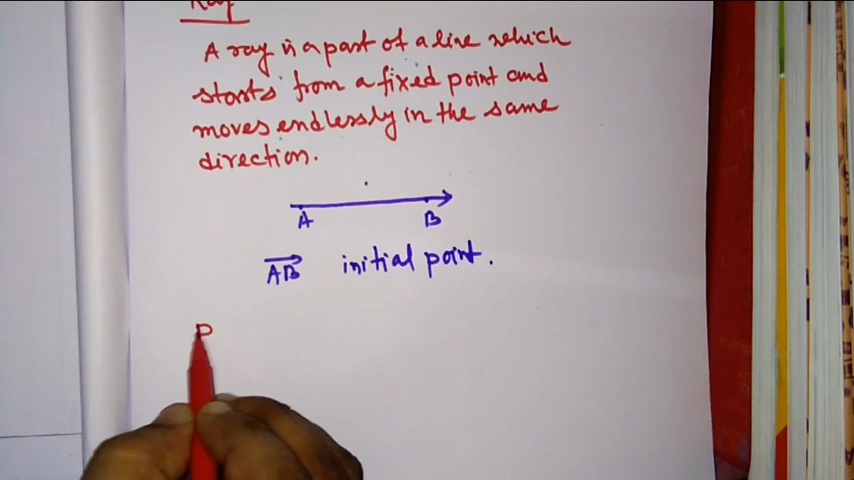 Ray
A ray is a part of a line which
starts from a fixed point and
moves endlessly in the same
direction.
A B
AB initial point.
P